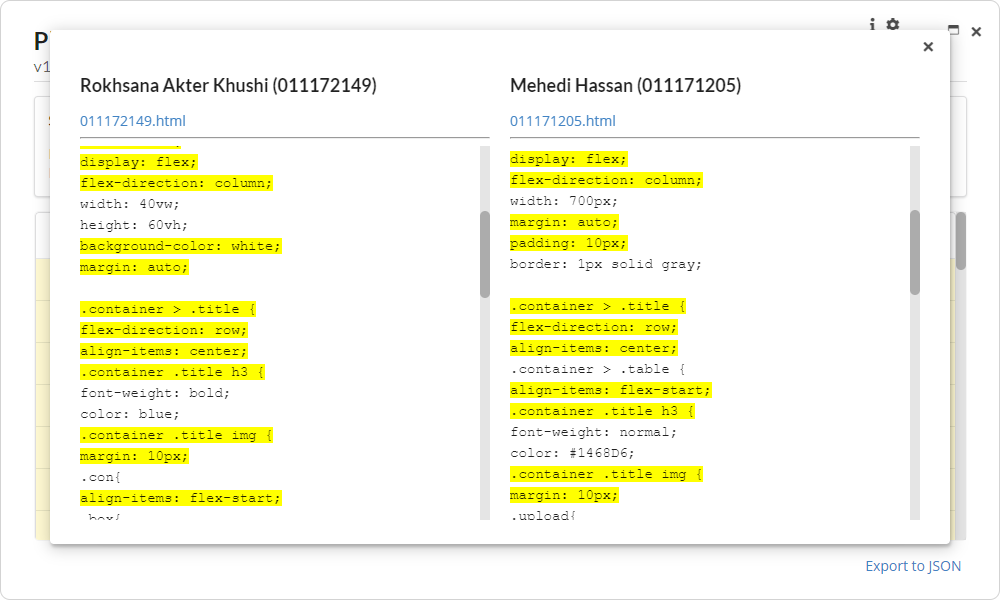 P
v1
Rokhsana Akter Khushi (011172149)
011172149.html
display: flex;
flex-direction: column;
width: 40vw;
height: 60vh;
background-color: white;
margin: auto;
.container > .title {
flex-direction: row;
align-items: center;
.container .title h3 {
font-weight: bold;
color: blue;
.container .title img {
margin: 10px;
.con{
align-items: flex-start;
.box{
Mehedi Hassan (011171205)
011171205.html
display: flex;
flex-direction: column;
width: 700px;
margin: auto;
padding: 10px;
border: 1px solid gray;
.container > .title {
flex-direction: row;
align-items: center;
.container > .table {
align-items: flex-start;
.container .title h3 {
font-weight: normal;
color: #1468D6;
.container .title img {
margin: 10px;
.upload{
Export to JSON